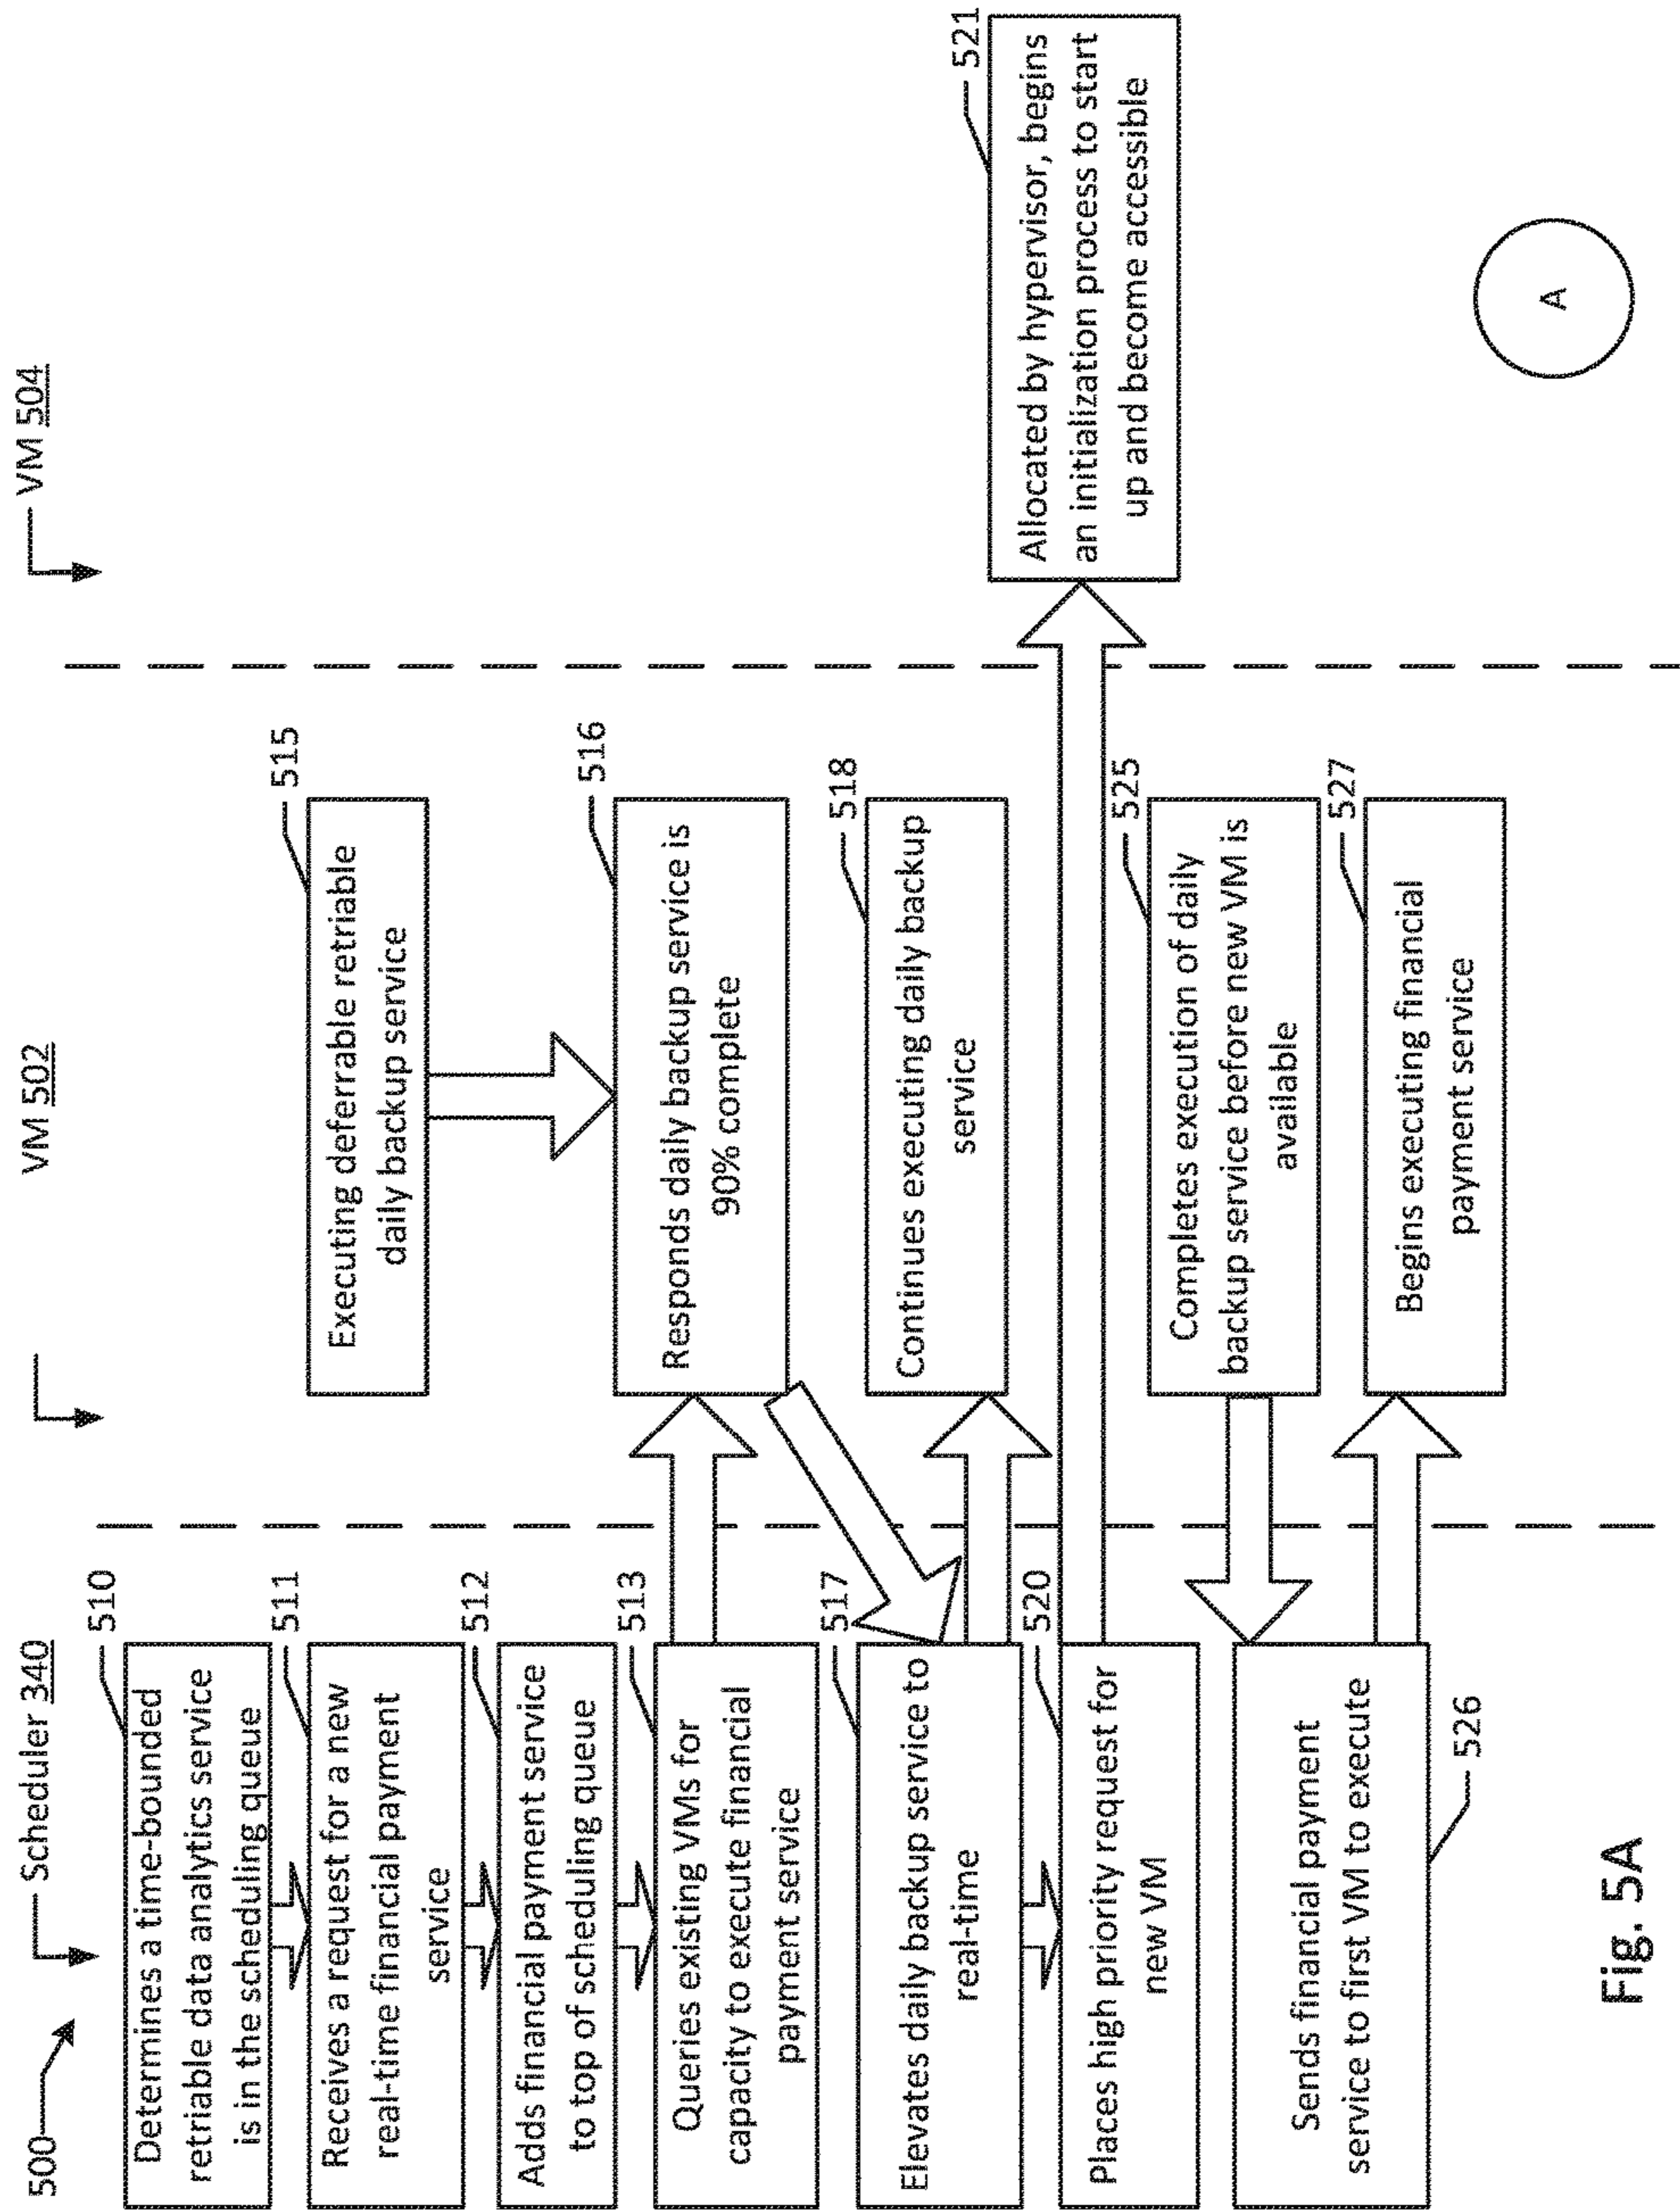 500
Scheduler 340
VM 502
VM 504
510
Determines a time-bounded
retriable data analytics service
is in the scheduling queue
511
Receives a request for a new
real-time financial payment
service
515
Executing deferrable retriable
daily backup service
512
Adds financial payment service
to top of scheduling queue
513
Queries existing VMs for
capacity to execute financial
payment service
516
Responds daily backup service is
90% complete
517
Elevates daily backup service to
real-time
518
Continues executing daily backup
service
520
Places high priority request for
new VM
521
Allocated by hypervisor, begins
an initialization process to start
up and become accessible
525
Completes execution of daily
backup service before new VM is
available
Sends financial payment
service to first VM to execute
526
527
Begins executing financial
payment service
A
Fig. 5A